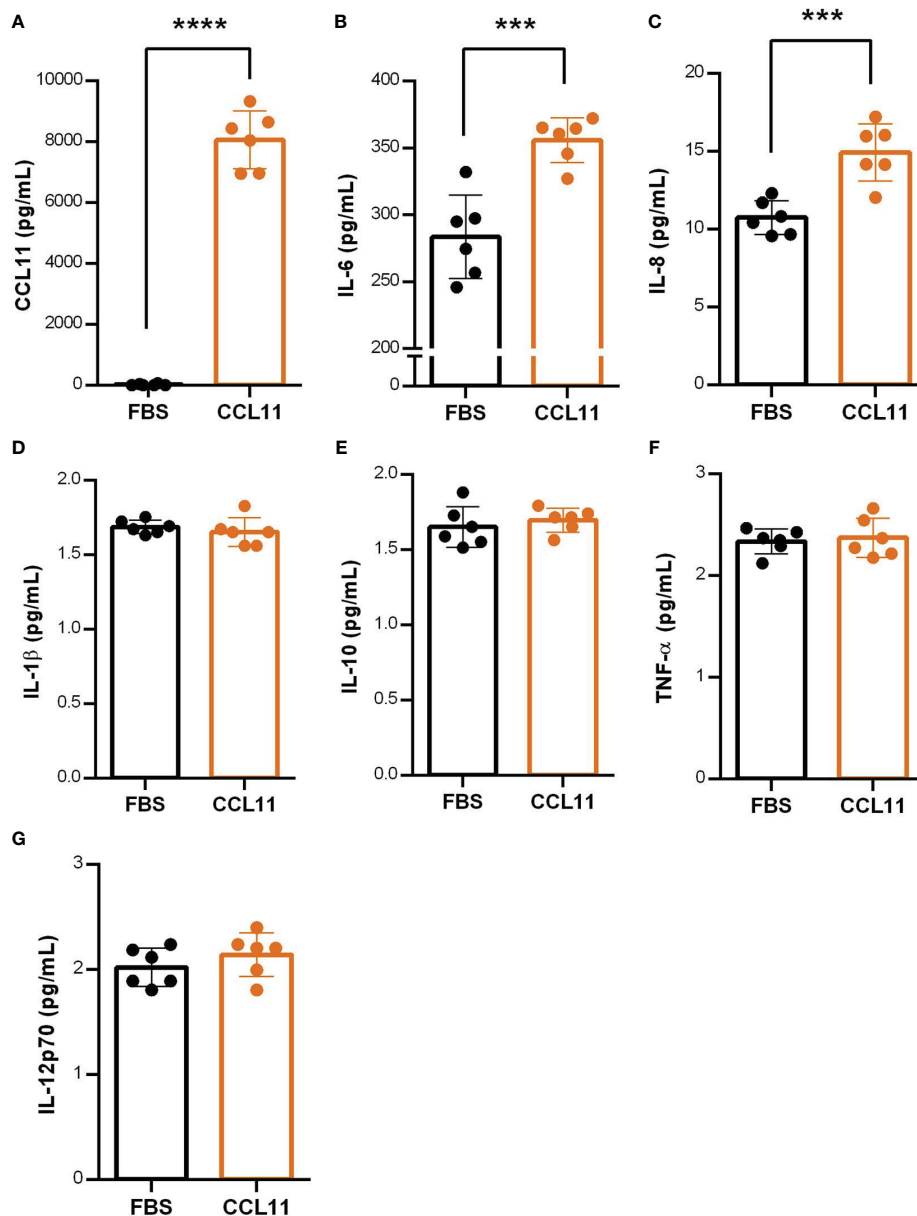 A
****
CCL11 (pg/mL)
10000
8000
6000
4000
2000
0
FBS
CCL11
B
***
IL-6 (pg/mL)
400
350
300
250
200
0
FBS
CCL11
C
***
IL-8 (pg/mL)
20
15
10
5
0
FBS
CCL11
D
IL-1β (pg/mL)
2.0
1.5
1.0
0.5
0.0
FBS
CCL11
E
IL-10 (pg/mL)
2.0
1.5
1.0
0.5
0.0
FBS
CCL11
F
TNF-α (pg/mL)
3
2
1
0
FBS
CCL11
G
IL-12p70 (pg/mL)
3
2
1
0
FBS
CCL11